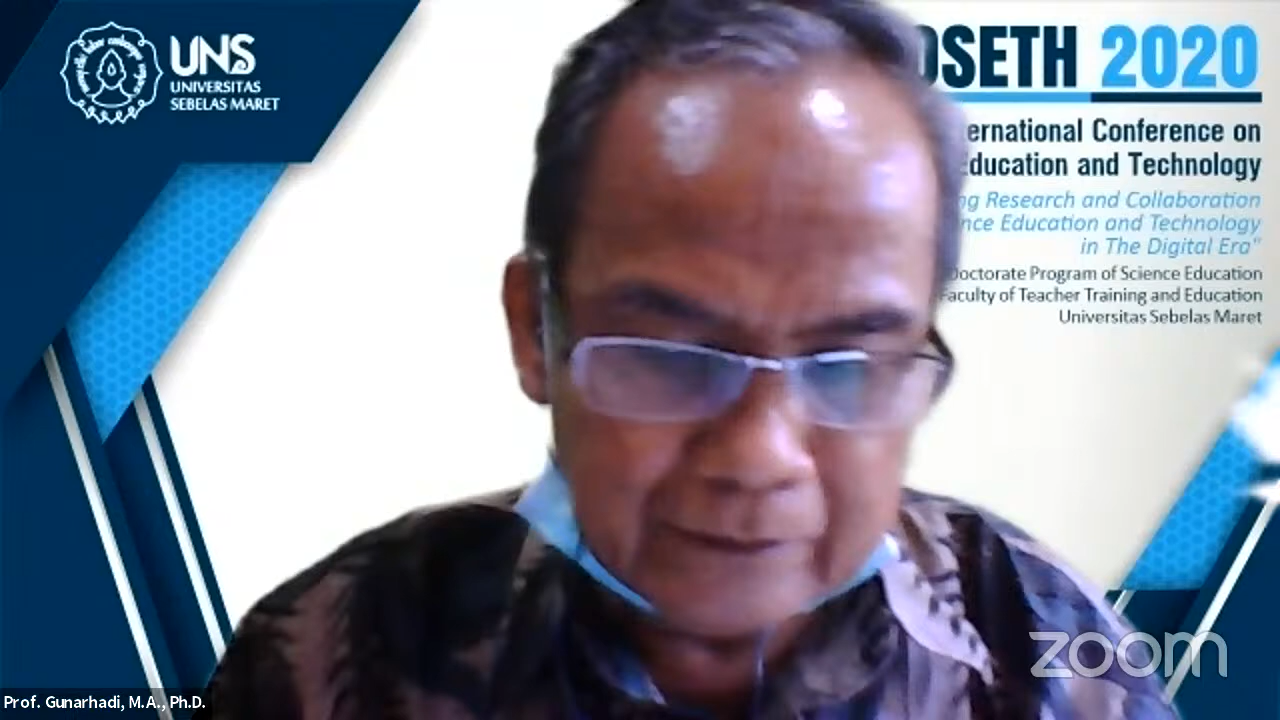 UNS
UNIVERSITAS
SEBELAS MARET
OSETH 2020
ernational Conference on
Education and Technology
ng Research and Collaboration
nce Education and Technology
in The Digital Era"
Doctorate Program of Science Education
Faculty of Teacher Training and Education
Universitas Sebelas Maret
zoom
Prof. Gunarhadi, M.A., Ph.D.